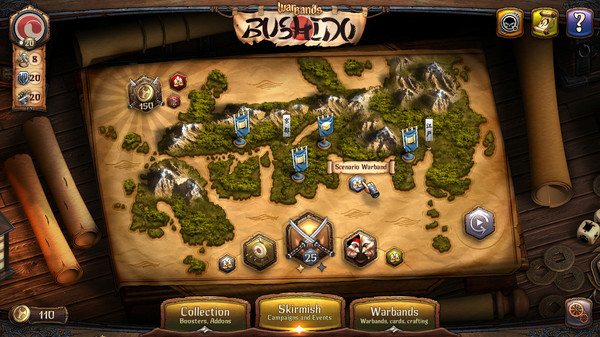 Warbands
BUSHIDO
20
8
20
20
150
?
Scenario Warband
25
110
Collection
Boosters, Addons
Skirmish
Campaigns and Events
Warbands
Warbands, cards, crafting